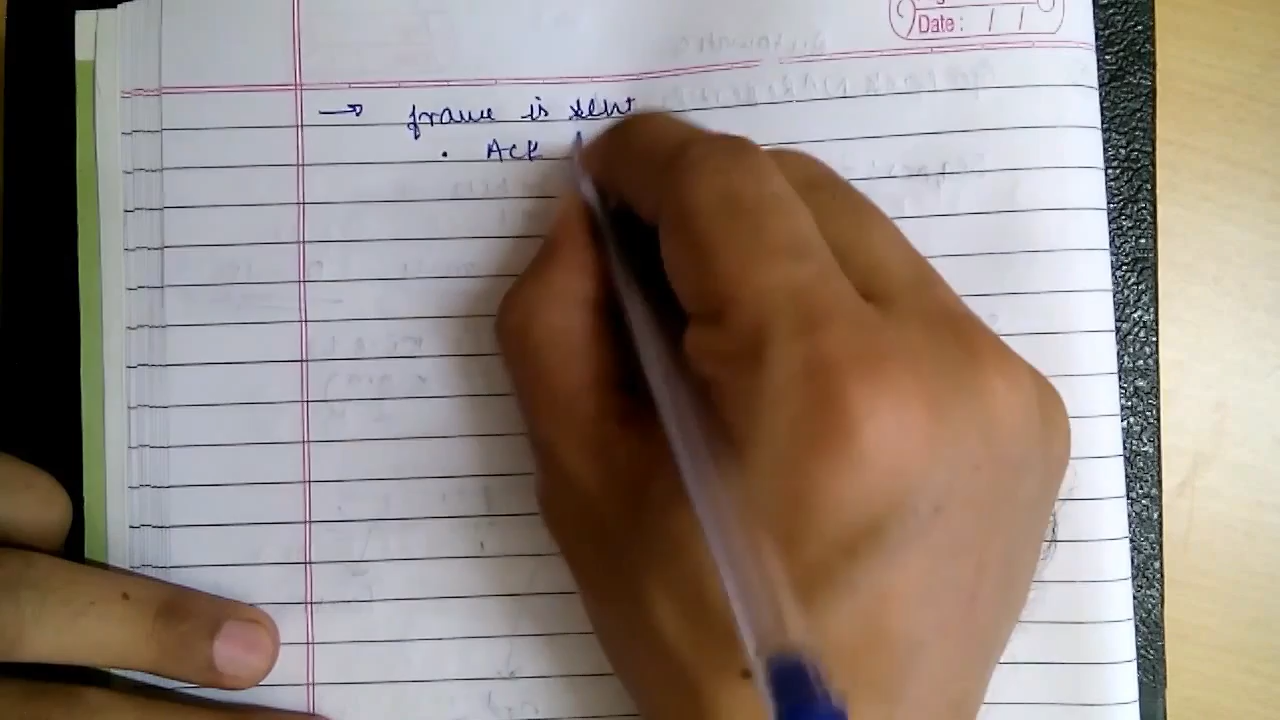 Date : / /
→ frame is sent
. ACK